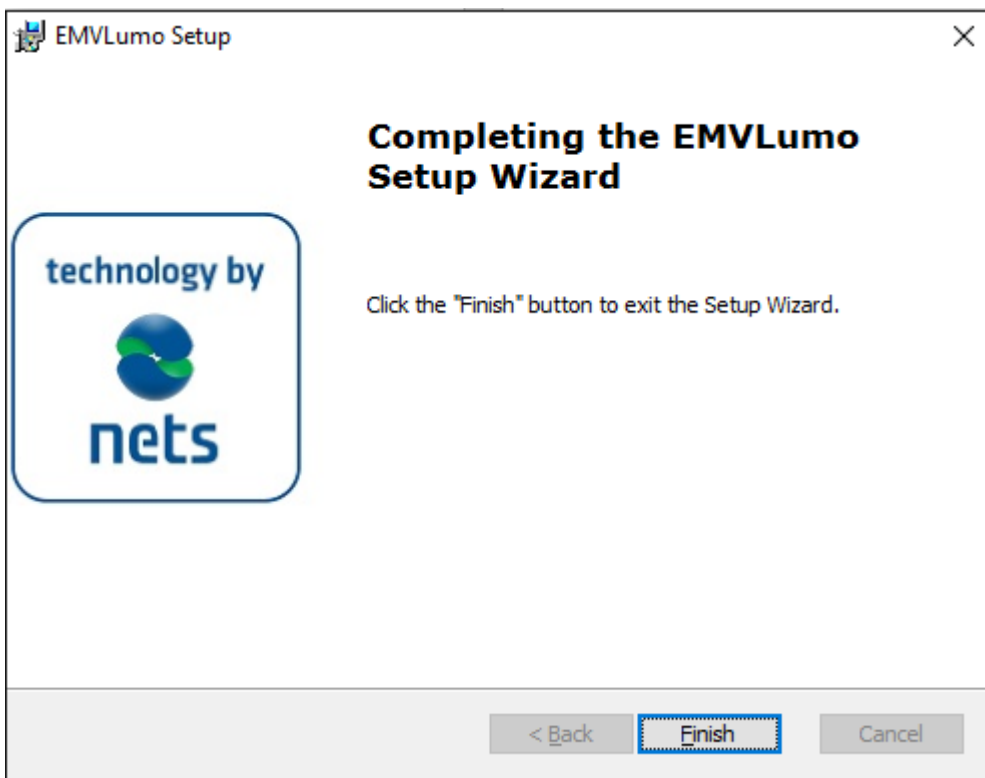 EMVLumo Setup
Completing the EMVLumo
Setup Wizard
technology by
nets
Click the "Finish" button to exit the Setup Wizard.
< Back
Finish
Cancel